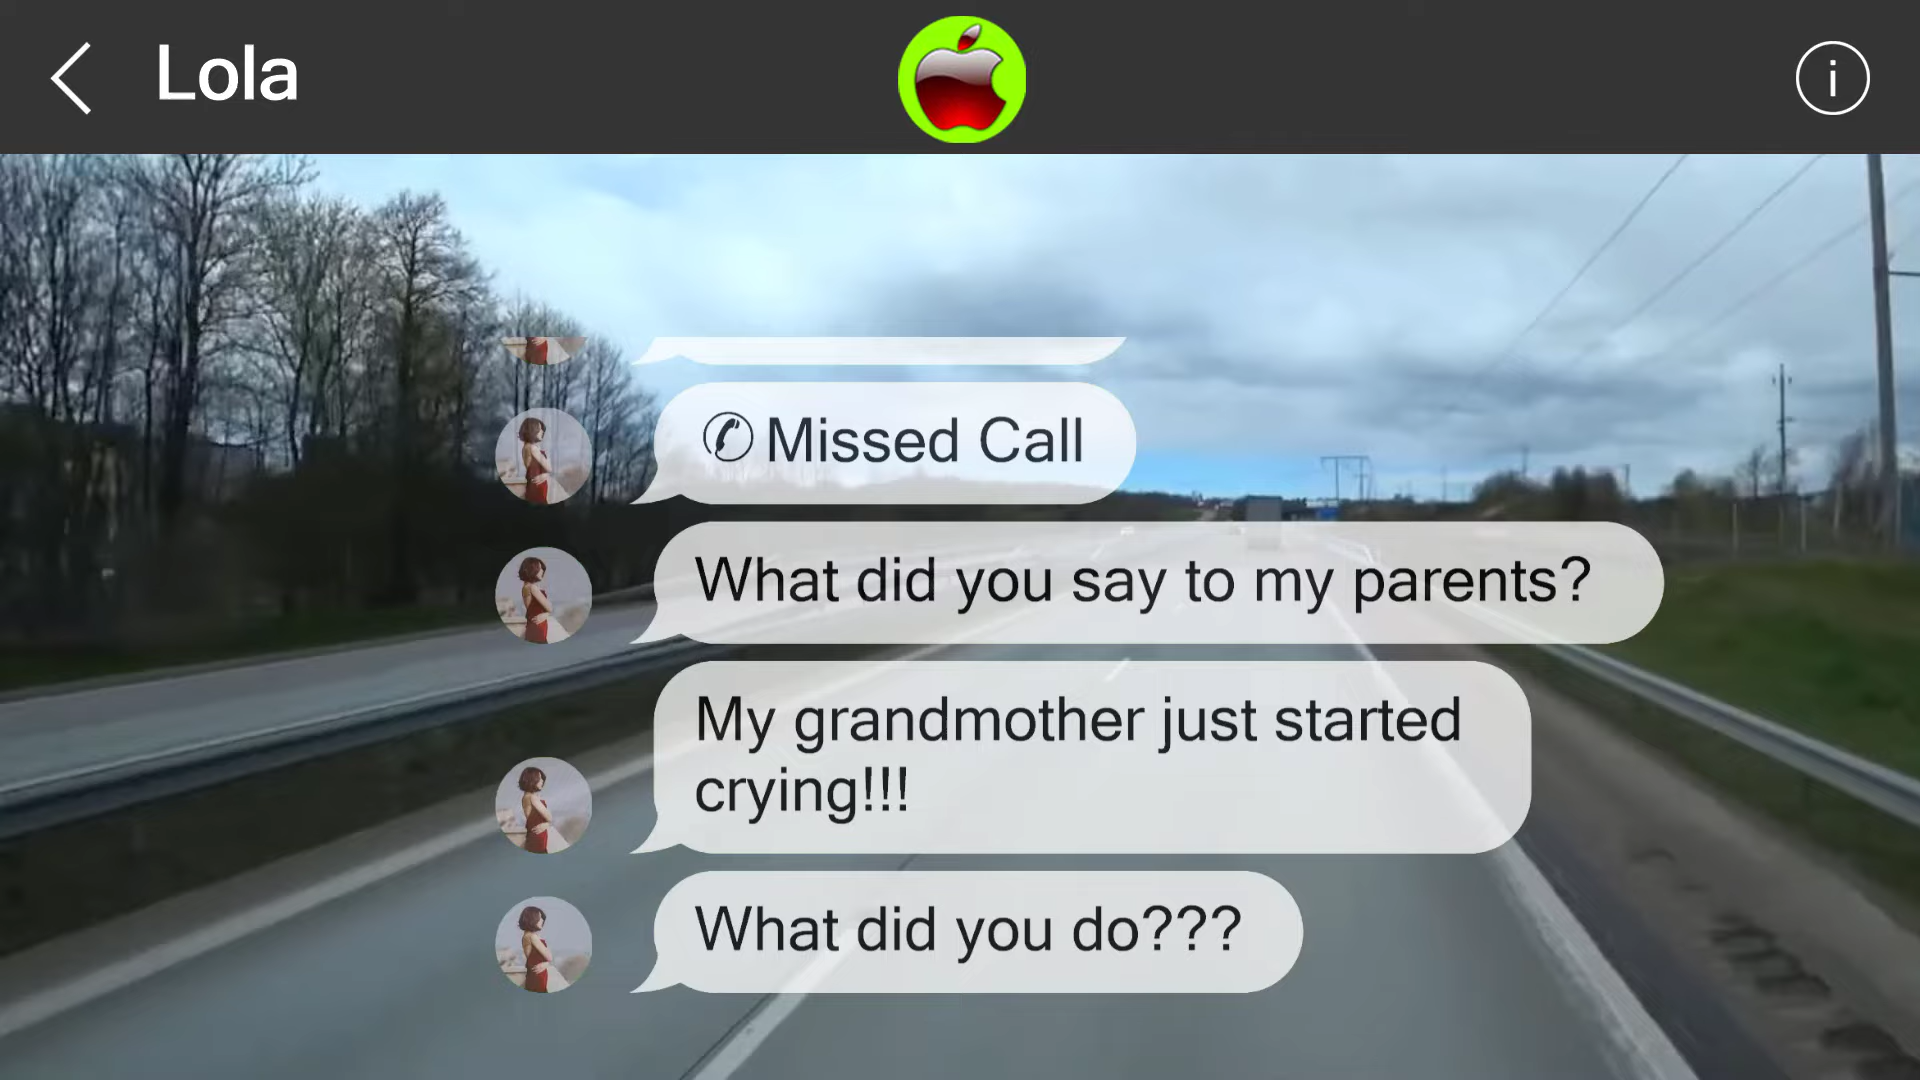 Lola
Missed Call
What did you say to my parents?
My grandmother just started
crying!!!
What did you do???